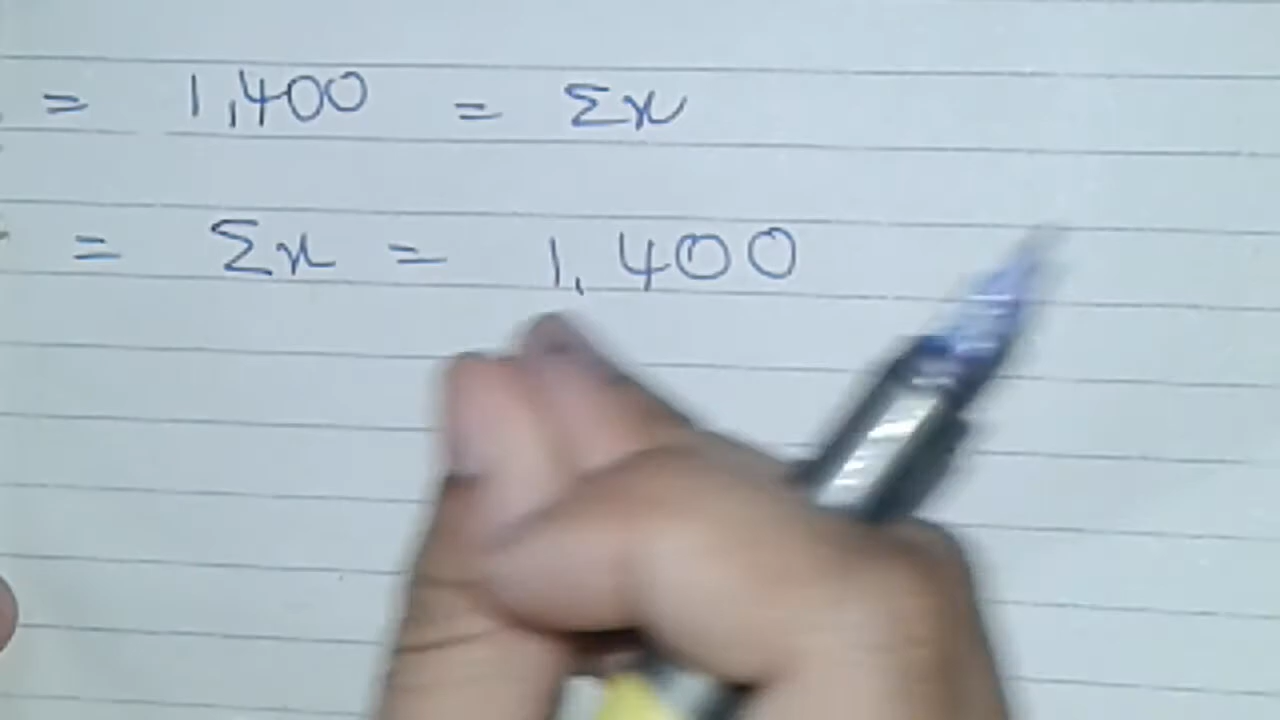 = 1,400 = Σx
= Σx = 1,400